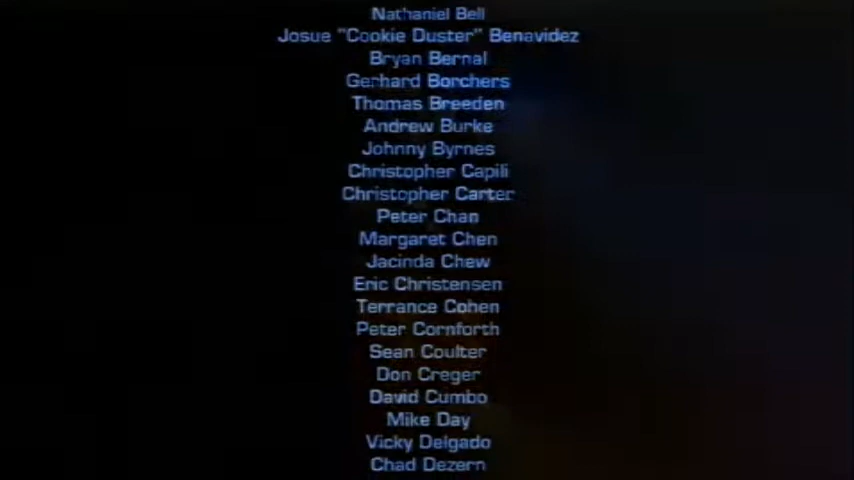 Nathaniel Bell
Josue "Cookie Duster" Benavidez
Bryan Bernal
Gerhard Borchers
Thomas Breeden
Andrew Burke
Johnny Byrnes
Christopher Capili
Christopher Carter
Peter Chan
Margaret Chen
Jacinda Chew
Eric Christensen
Terrance Cohen
Peter Cornforth
Sean Coulter
Don Creger
David Cumbo
Mike Day
Vicky Delgado
Chad Dezern